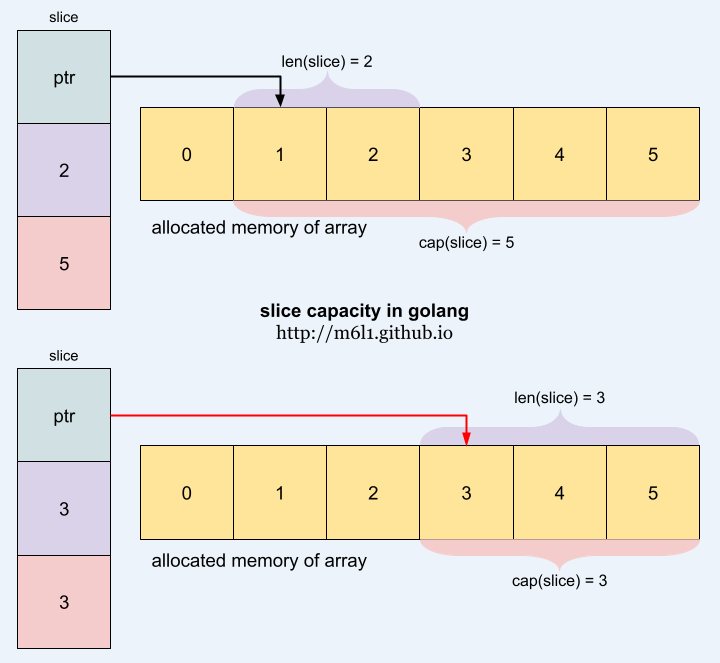 slice
ptr
2
5
len(slice) = 2
0 1 2 3 4 5
allocated memory of array
cap(slice) = 5
slice capacity in golang
http://m6l1.github.io
slice
ptr
3
3
len(slice) = 3
0 1 2 3 4 5
allocated memory of array
cap(slice) = 3